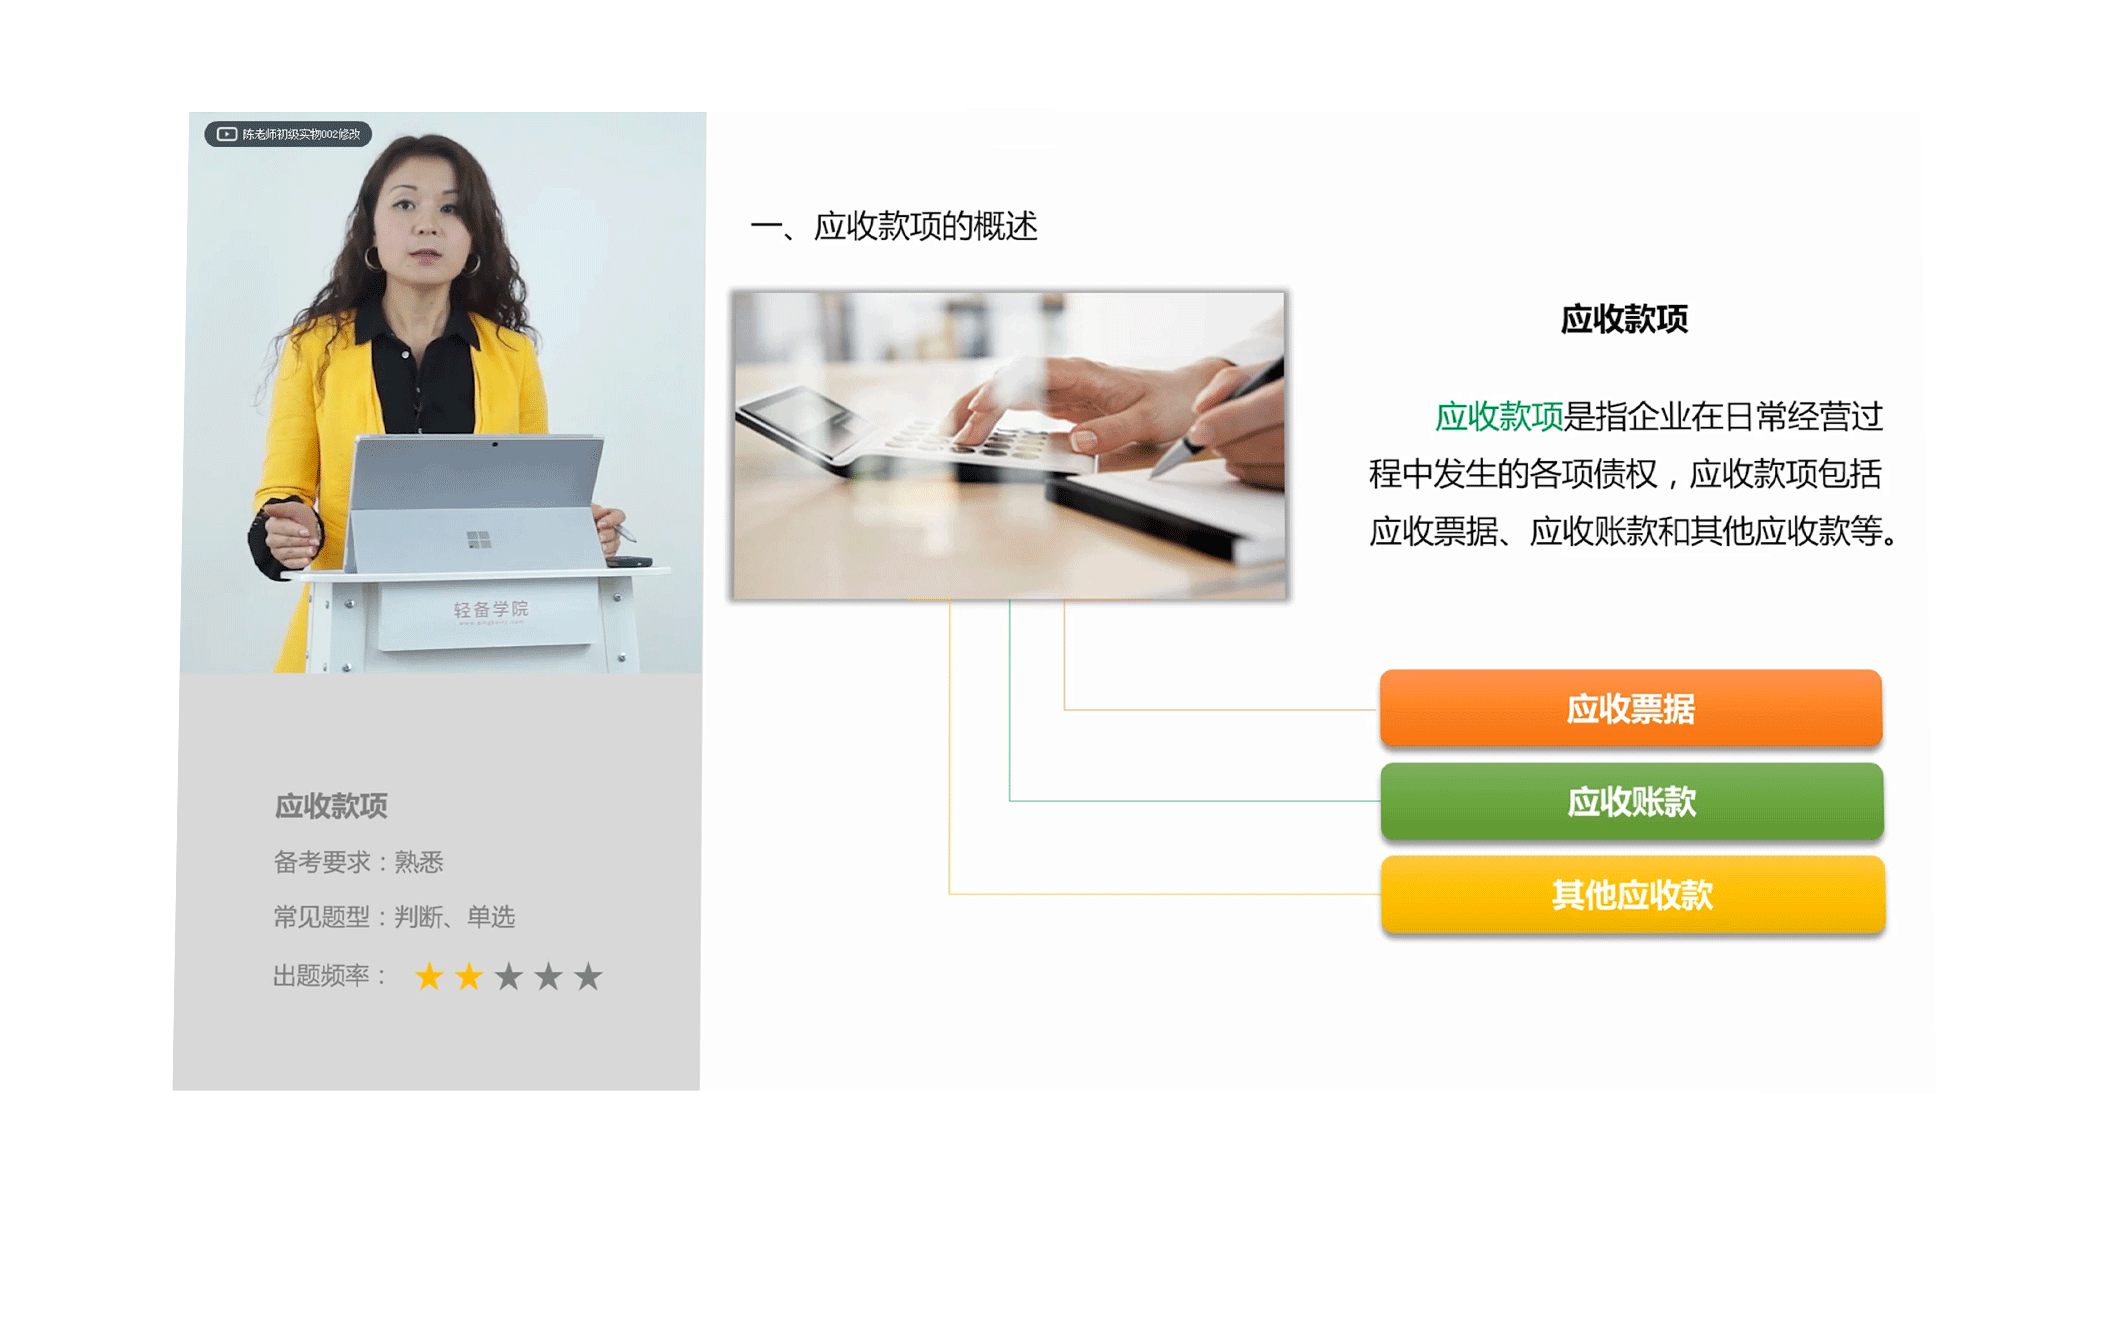 陈老师初级实物002修改
一、应收款项的概述
应收款项
应收款项是指企业在日常经营过
程中发生的各项债权，应收款项包括
应收票据、应收账款和其他应收款等。
应收票据
应收账款
其他应收款
轻备学院
应收款项
备考要求：熟悉
常见题型：判断、单选
出题频率：